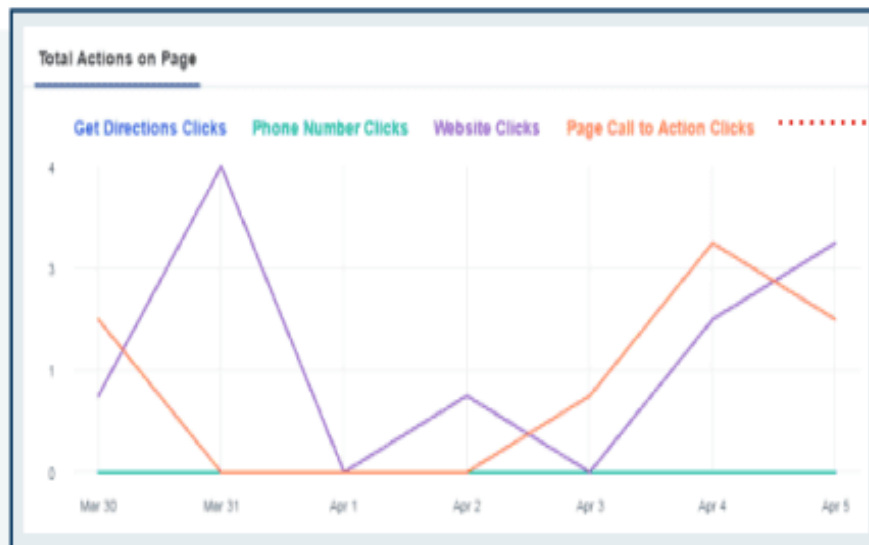 Total Actions on Page
Get Directions Clicks Phone Number Clicks Website Clicks Page Call to Action Clicks
4
3
1
0
Mar 30 Mar 31 Apr 1 Apr 2 Apr 3 Apr 4 Apr 5